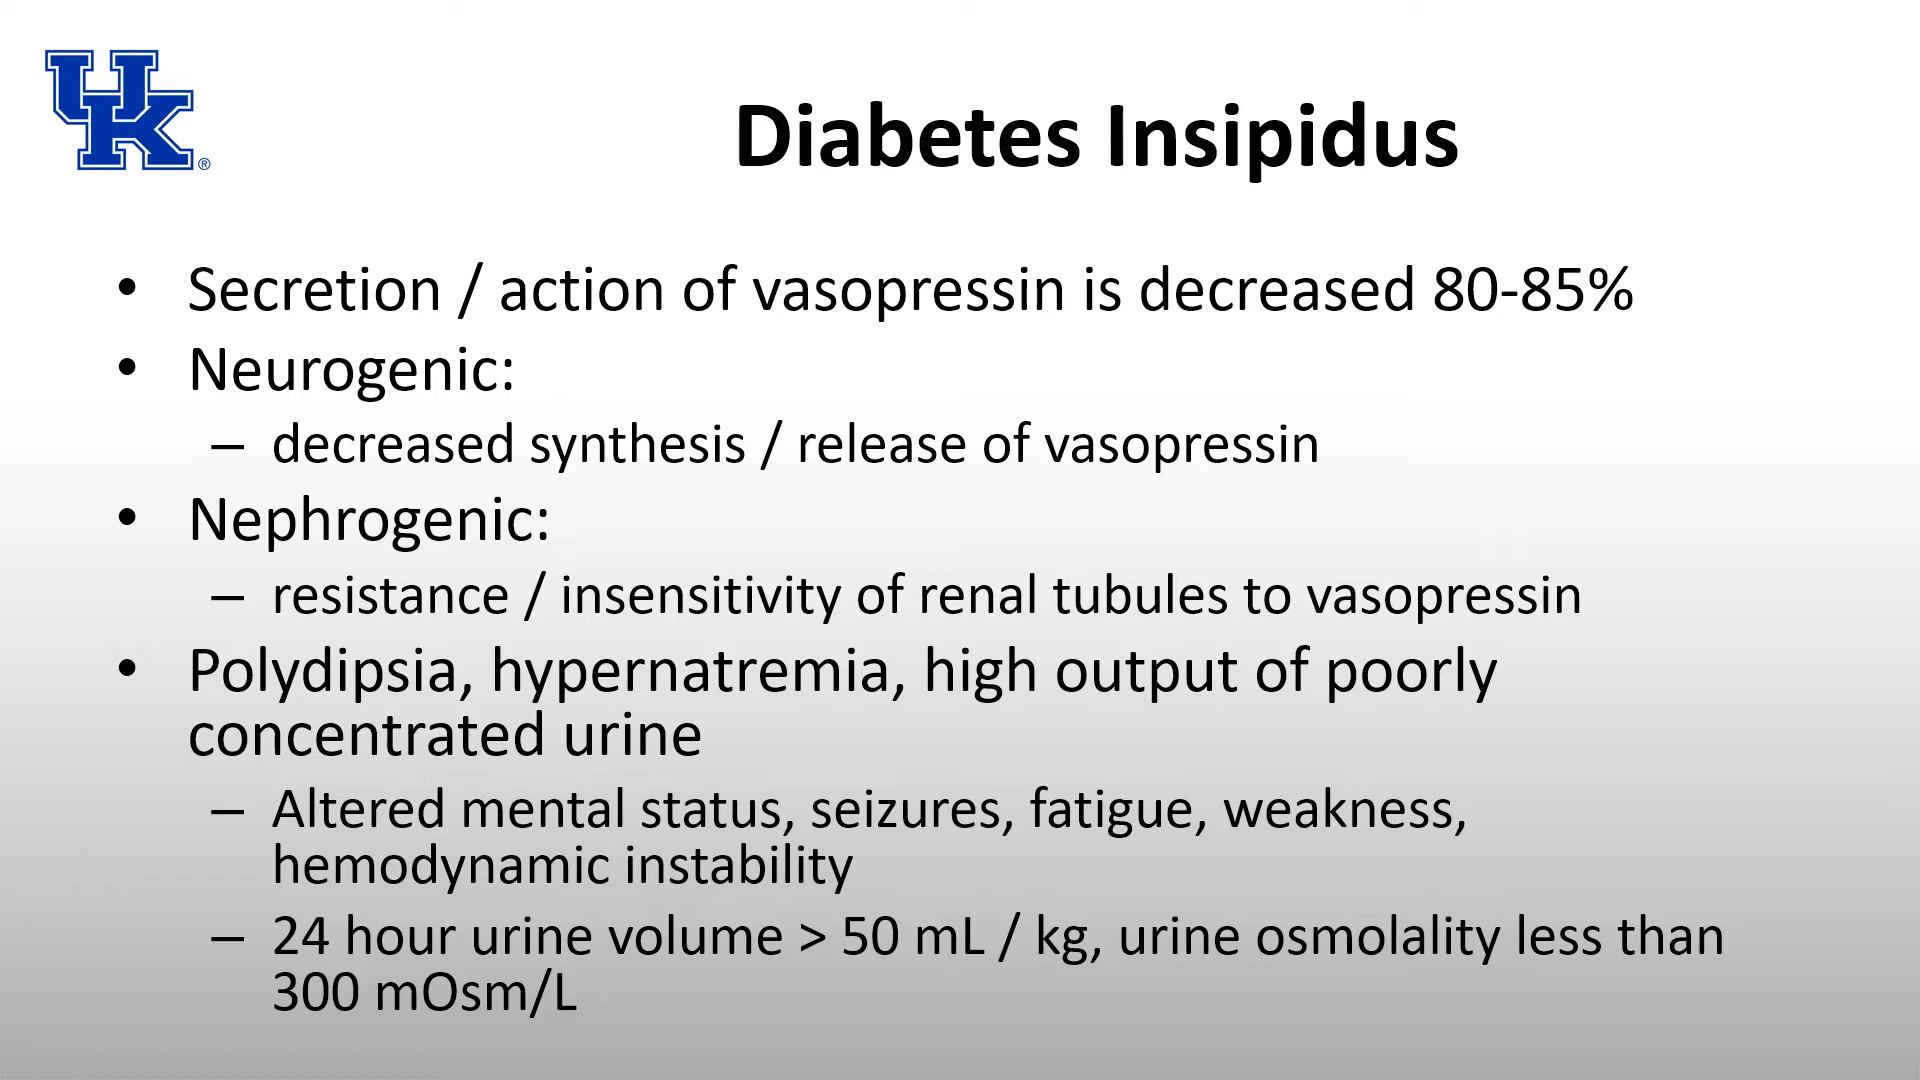 UK®
Diabetes Insipidus
• Secretion / action of vasopressin is decreased 80-85%
• Neurogenic:
– decreased synthesis / release of vasopressin
• Nephrogenic:
– resistance / insensitivity of renal tubules to vasopressin
• Polydipsia, hypernatremia, high output of poorly
concentrated urine
– Altered mental status, seizures, fatigue, weakness,
hemodynamic instability
– 24 hour urine volume > 50 mL / kg, urine osmolality less than
300 mOsm/L